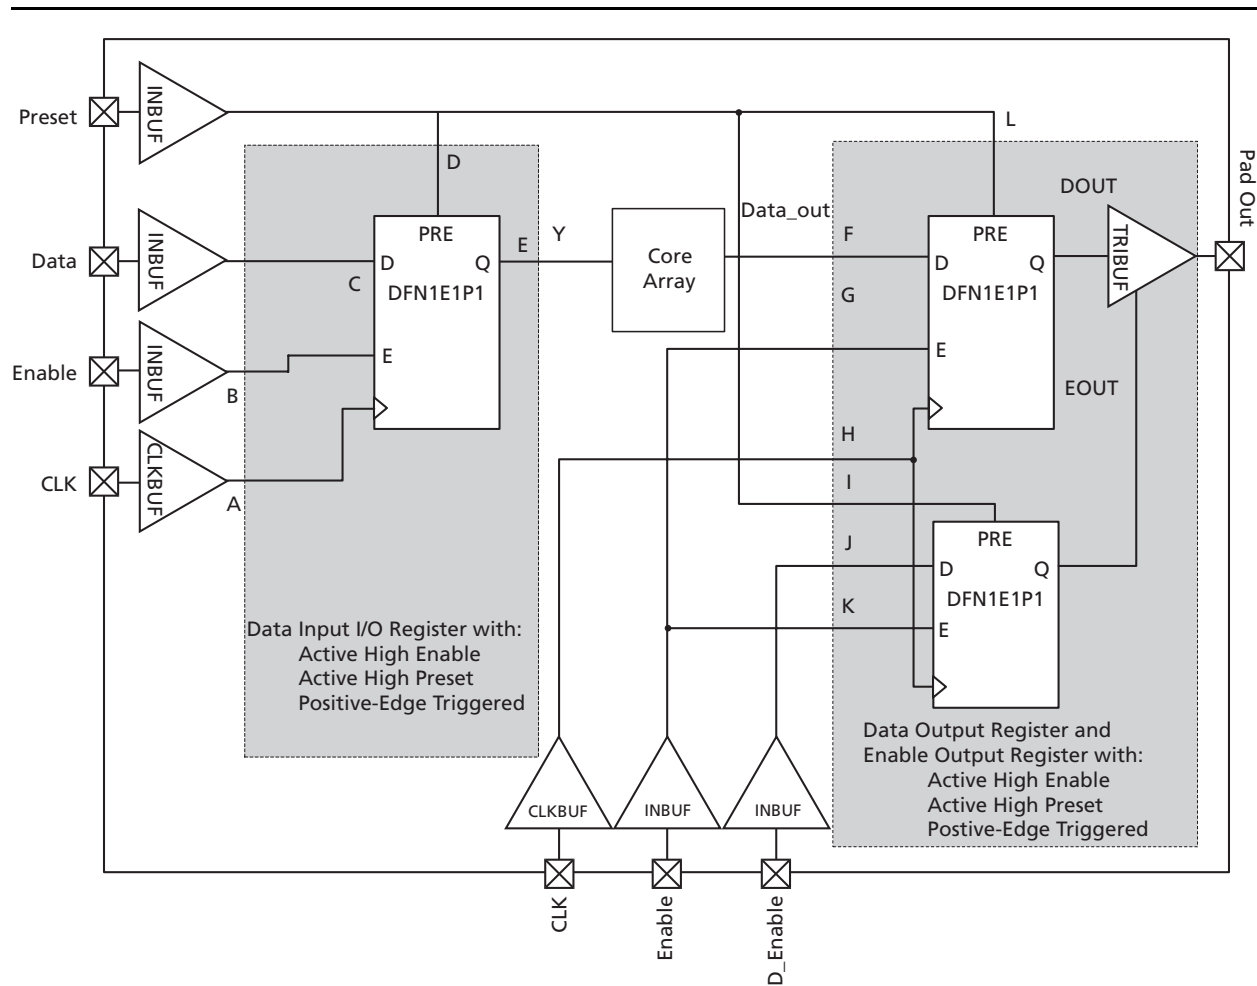 Preset
INBUF
L
D
Pad Out
DOUT
Data_out
PRE
E
Y
F
PRE
TRIBUF
Data
INBUF
D
Q
Core
Array
D
Q
C
DFN1E1P1
G
DFN1E1P1
Enable
INBUF
E
E
B
EOUT
CLK
CLKBUF
A
H
I
J
PRE
D
Q
K
DFN1E1P1
E
Data Input I/O Register with:
Active High Enable
Active High Preset
Positive-Edge Triggered
Data Output Register and
Enable Output Register with:
Active High Enable
Active High Preset
Postive-Edge Triggered
CLKBUF
INBUF
INBUF
CLK
Enable
D_Enable